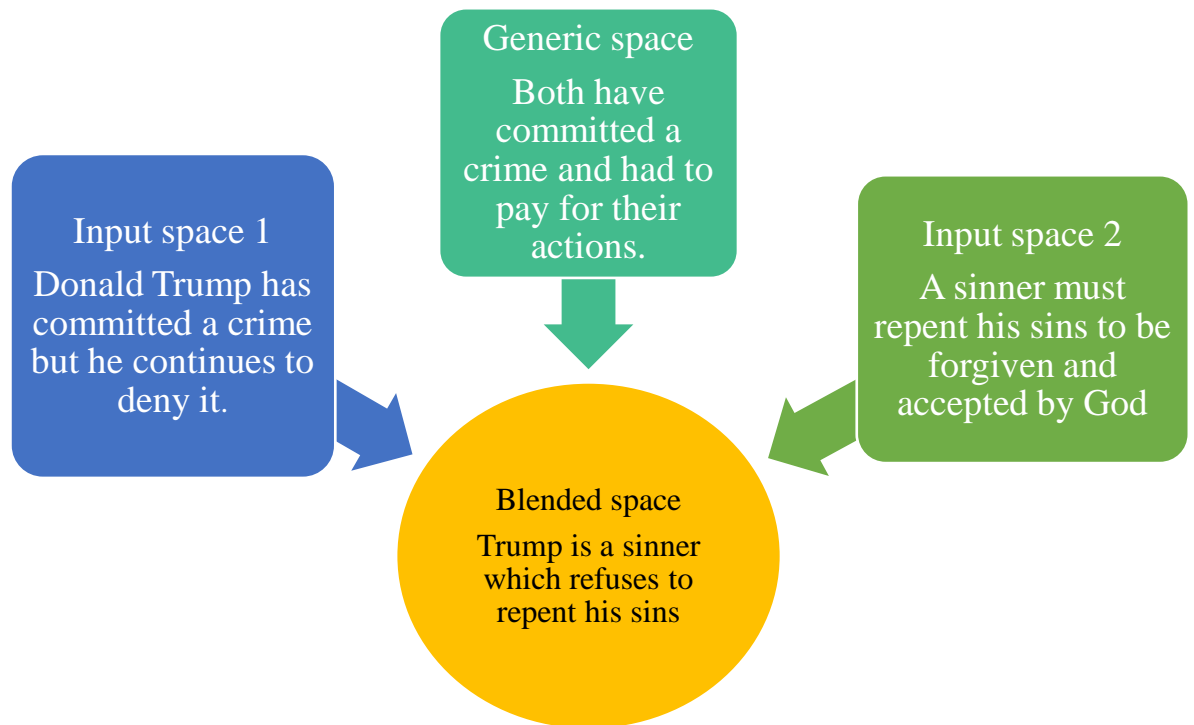 Generic space
Both have
committed a
crime and had to
pay for their
actions.
Input space 1
Donald Trump has
committed a crime
but he continues to
deny it.
Input space 2
A sinner must
repent his sins to be
forgiven and
accepted by God
Blended space
Trump is a sinner
which refuses to
repent his sins